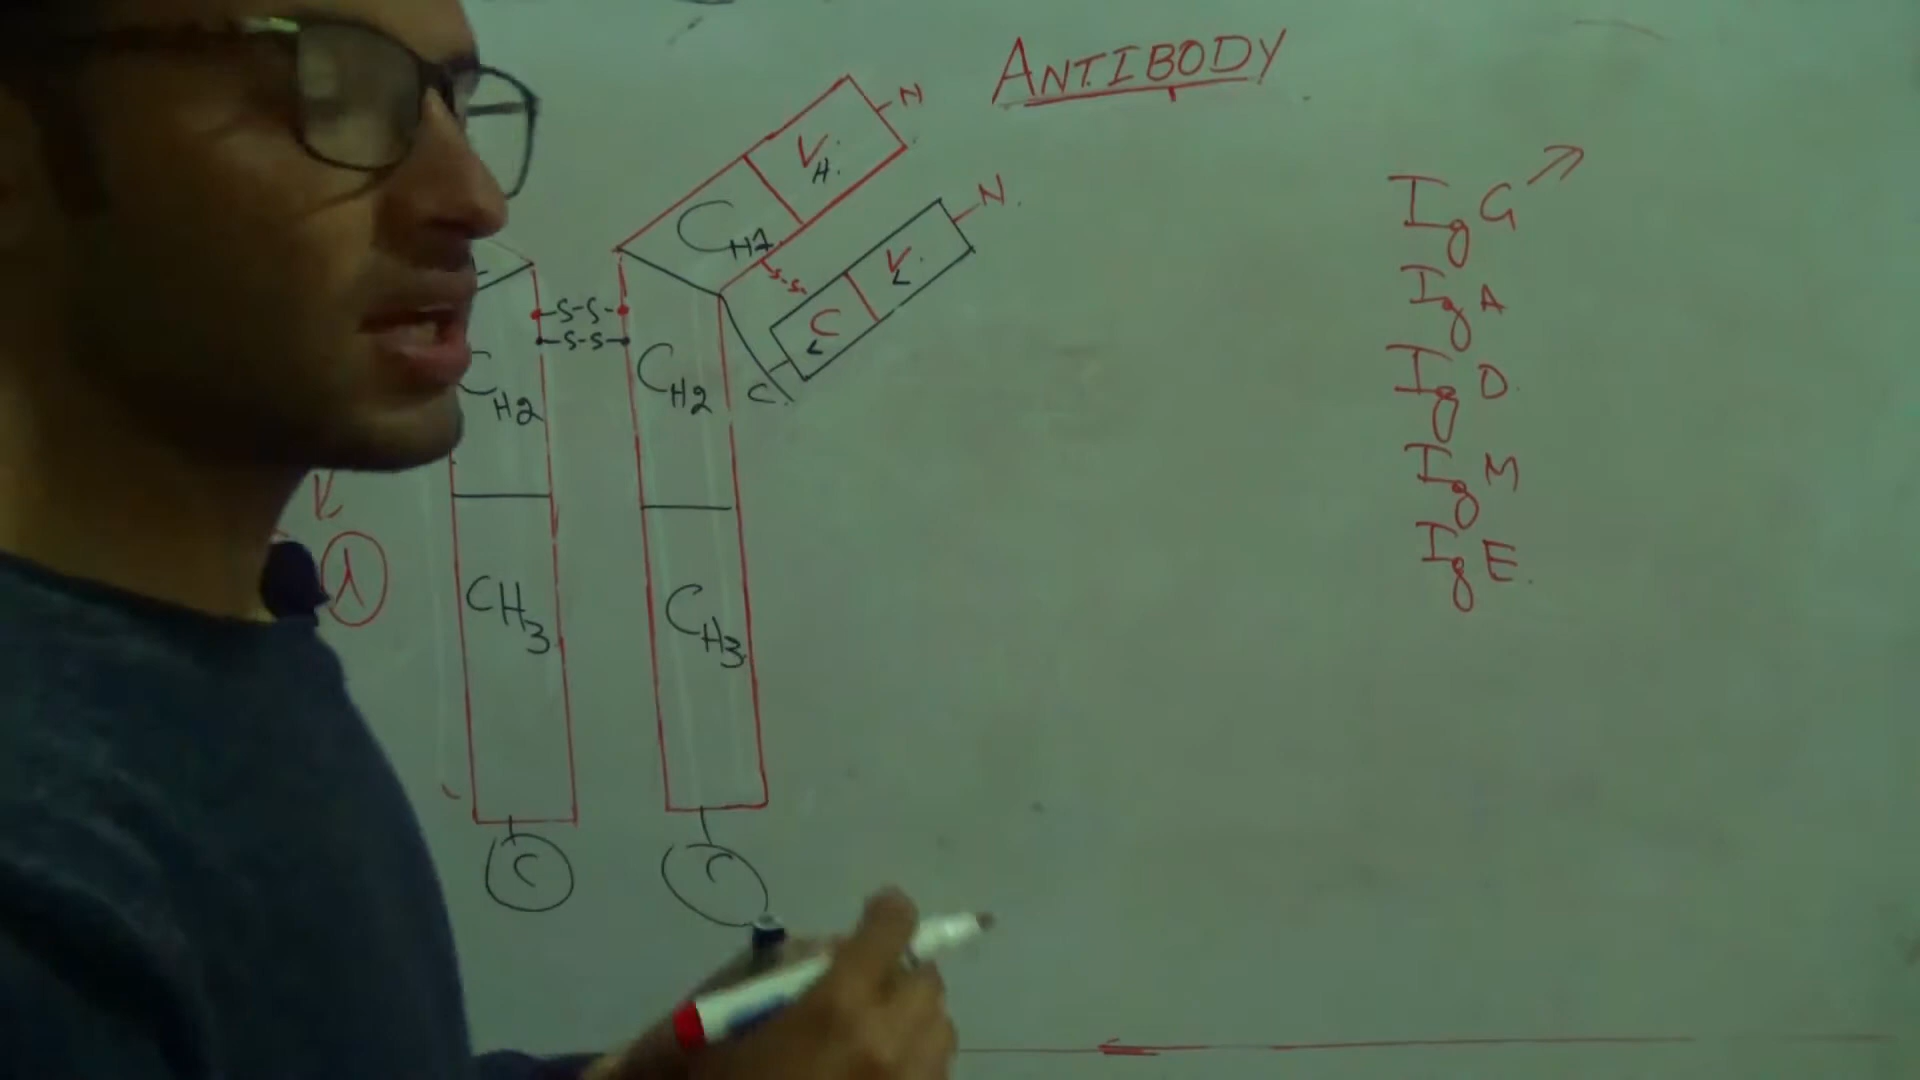 ANTIBODY
N
VH
CH1
N
VL
S-S
CL
C
S-S
S-S
CH2
CH2
λ
CH3
CH3
C
C
IgG
IgA
IgD
IgM
IgE